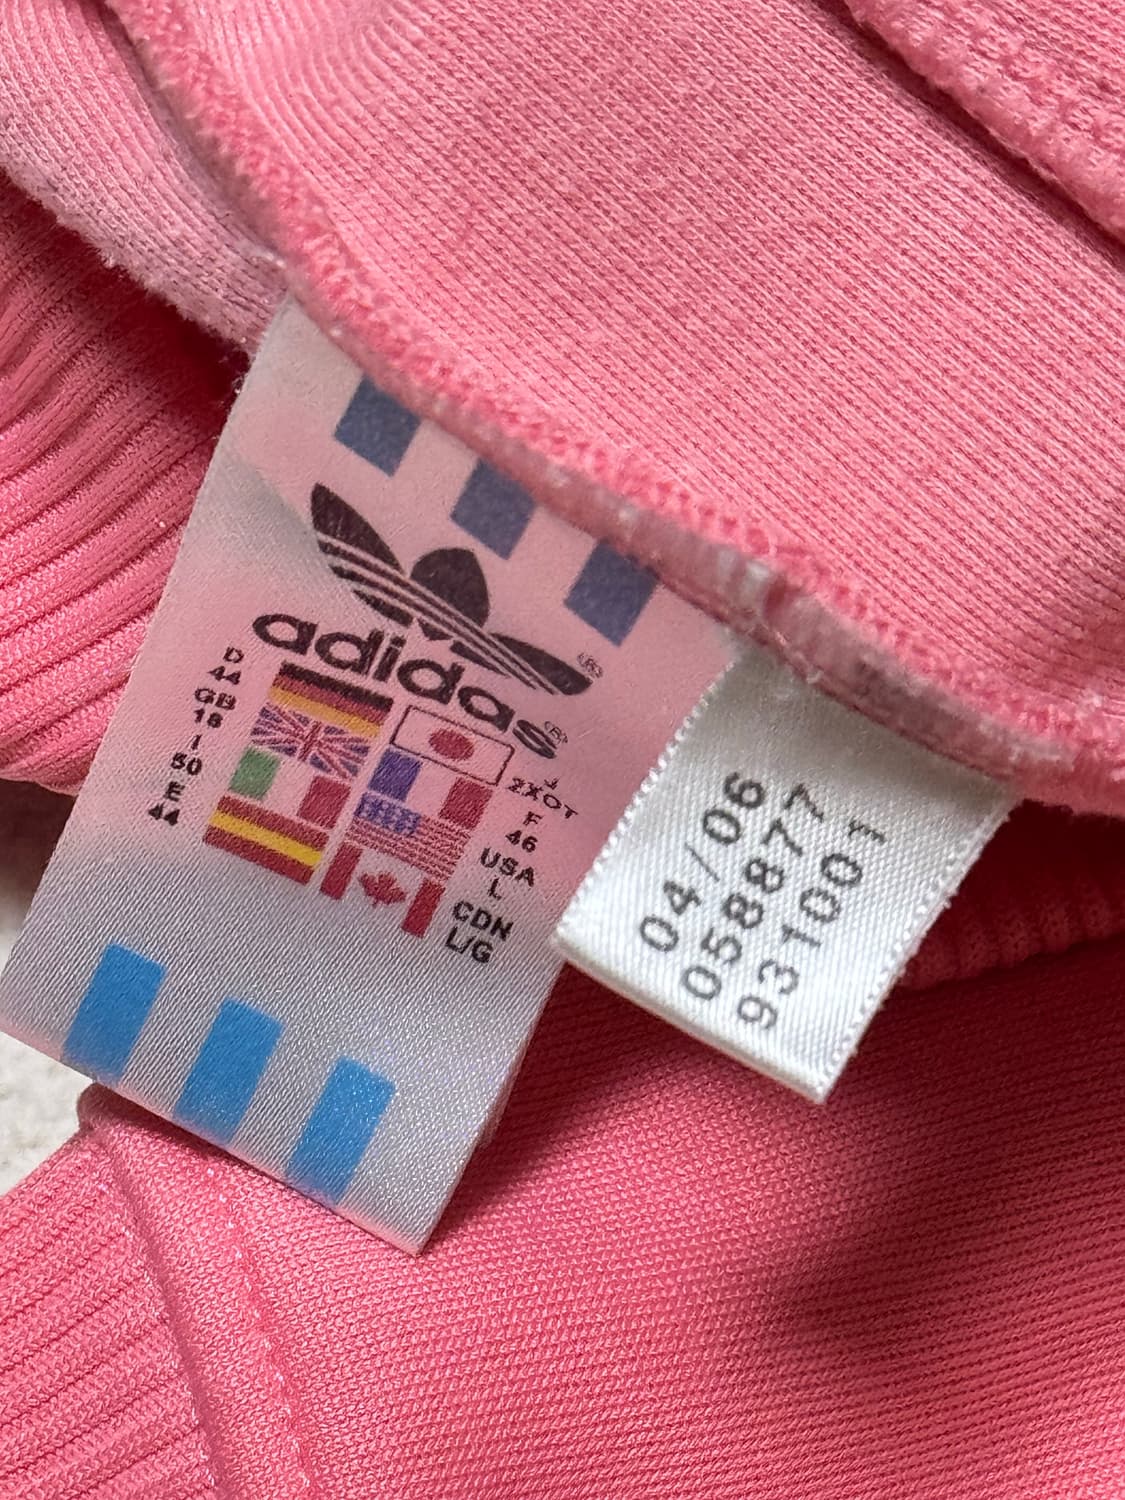 adidas®
D
44
GB
18
I
50
E
44
J
2XOT
F
46
USA
L
CDN
L/G
04/06
058877
931001